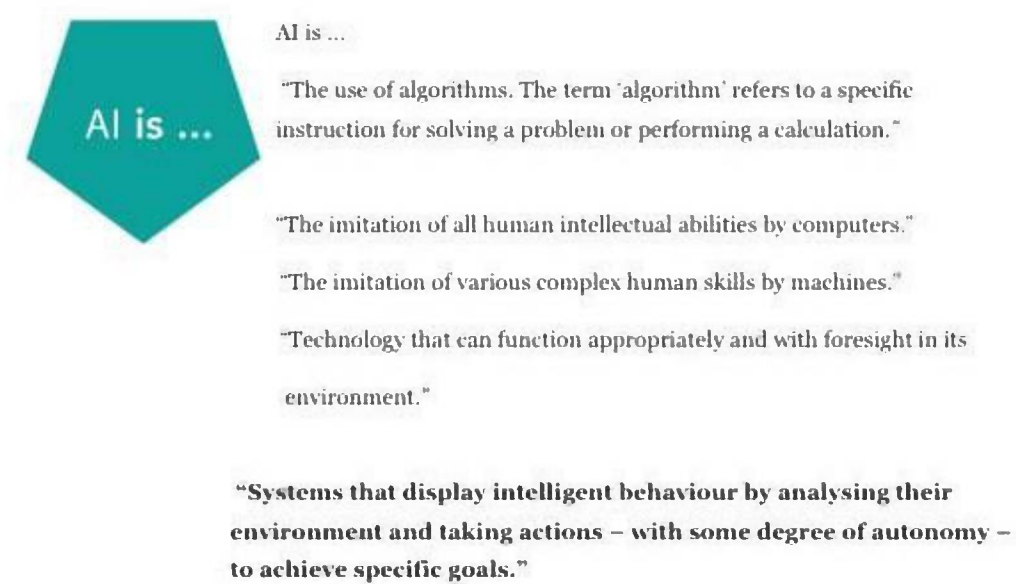 AI is ...
AI is ...
"The use of algorithms. The term 'algorithm' refers to a specific
instruction for solving a problem or performing a calculation."
"The imitation of all human intellectual abilities by computers."
"The imitation of various complex human skills by machines."
"Technology that can function appropriately and with foresight in its
environment."
"Systems that display intelligent behaviour by analysing their
environment and taking actions – with some degree of autonomy –
to achieve specific goals."